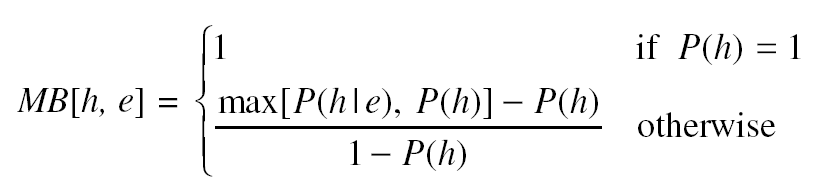 1 if P(h) = 1
MB[h, e] = {
max[P(h|e), P(h)] − P(h)
1 − P(h)
otherwise